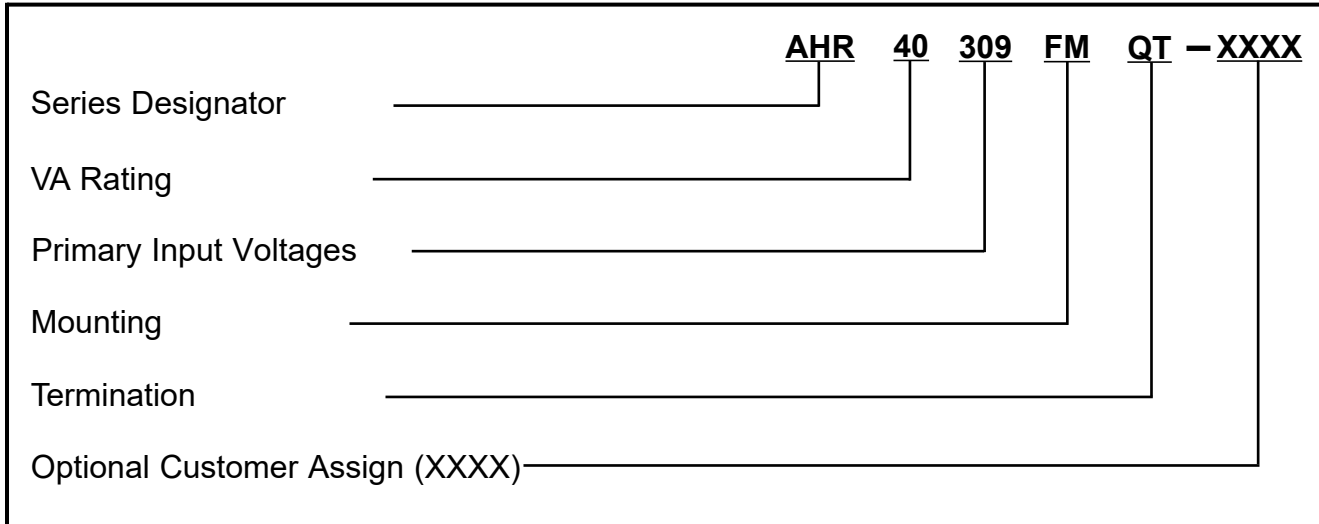 AHR 40 309 FM QT – XXXX
Series Designator
VA Rating
Primary Input Voltages
Mounting
Termination
Optional Customer Assign (XXXX)